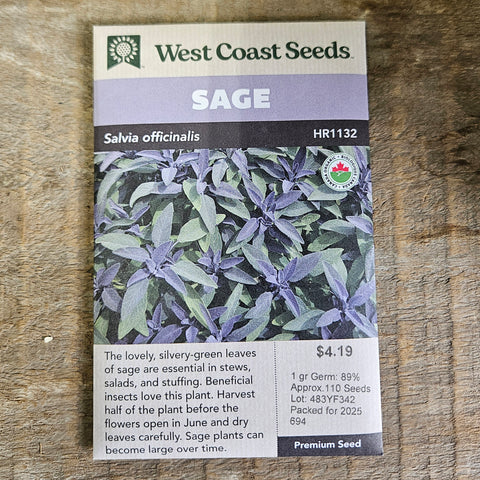 West Coast Seeds
SAGE
Salvia officinalis HR1132
The lovely, silvery-green leaves
of sage are essential in stews,
salads, and stuffing. Beneficial
insects love this plant. Harvest
half of the plant before the
flowers open in June and dry
leaves carefully. Sage plants can
become large over time.
$4.19
1 gr Germ: 89%
Approx.110 Seeds
Lot: 483YF342
Packed for 2025
694
Premium Seed